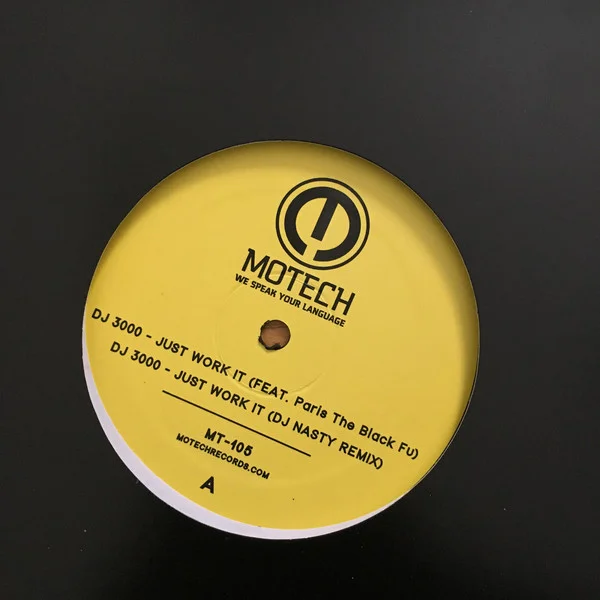 MOTECH
WE SPEAK YOUR LANGUAGE
DJ 3000 - JUST WORK IT (FEAT. Paris The Black Fu)
DJ 3000 - JUST WORK IT (DJ NASTY REMIX)
MT-105
MOTECHRECORDS.COM
A